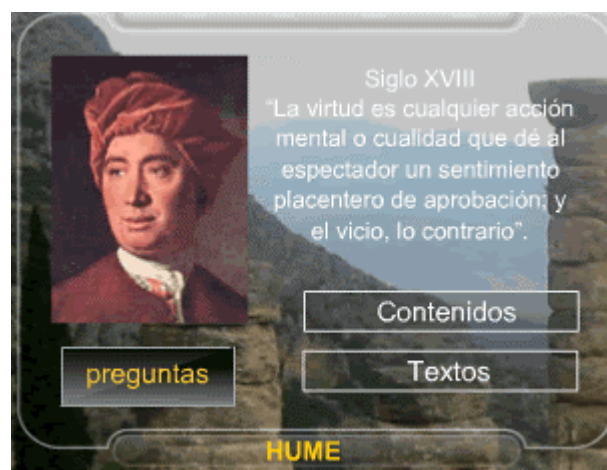 Siglo XVIII
“La virtud es cualquier acción
mental o cualidad que dé al
espectador un sentimiento
placentero de aprobación; y
el vicio, lo contrario”.
Contenidos
preguntas
Textos
HUME